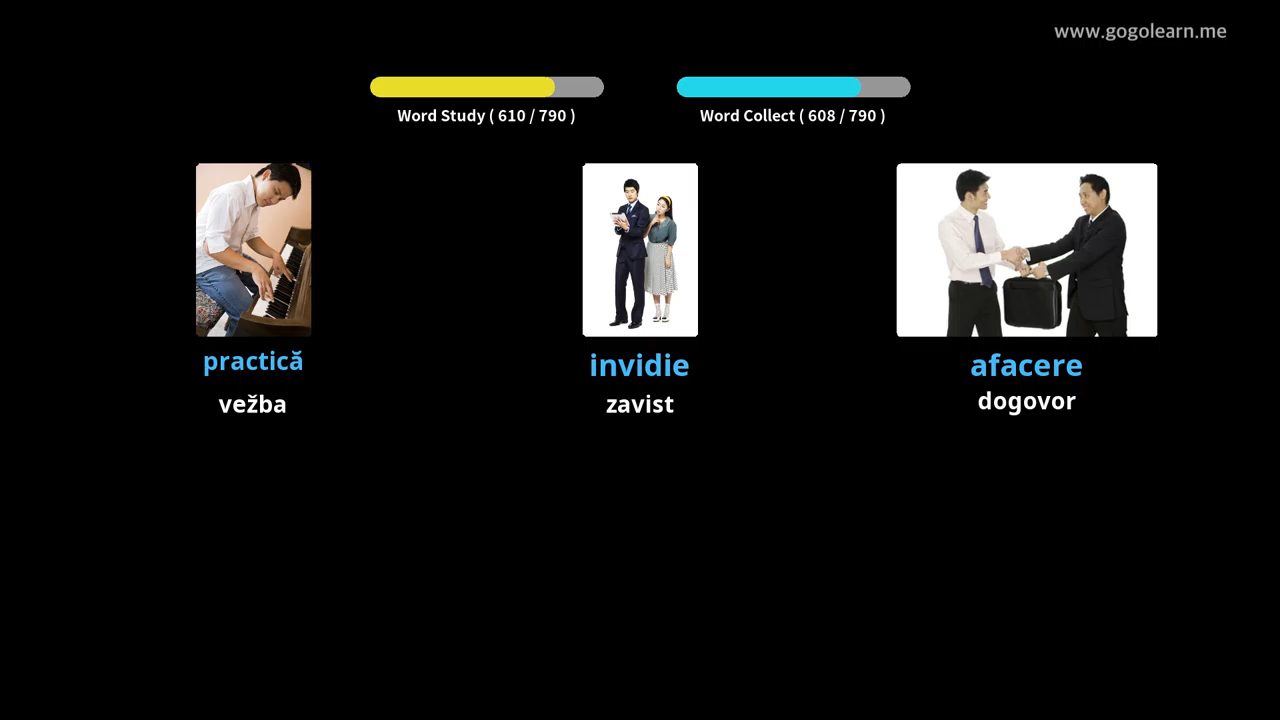 www.gogolearn.me
Word Study ( 610 / 790 )
Word Collect ( 608 / 790 )
practică
invidie
afacere
vežba
zavist
dogovor